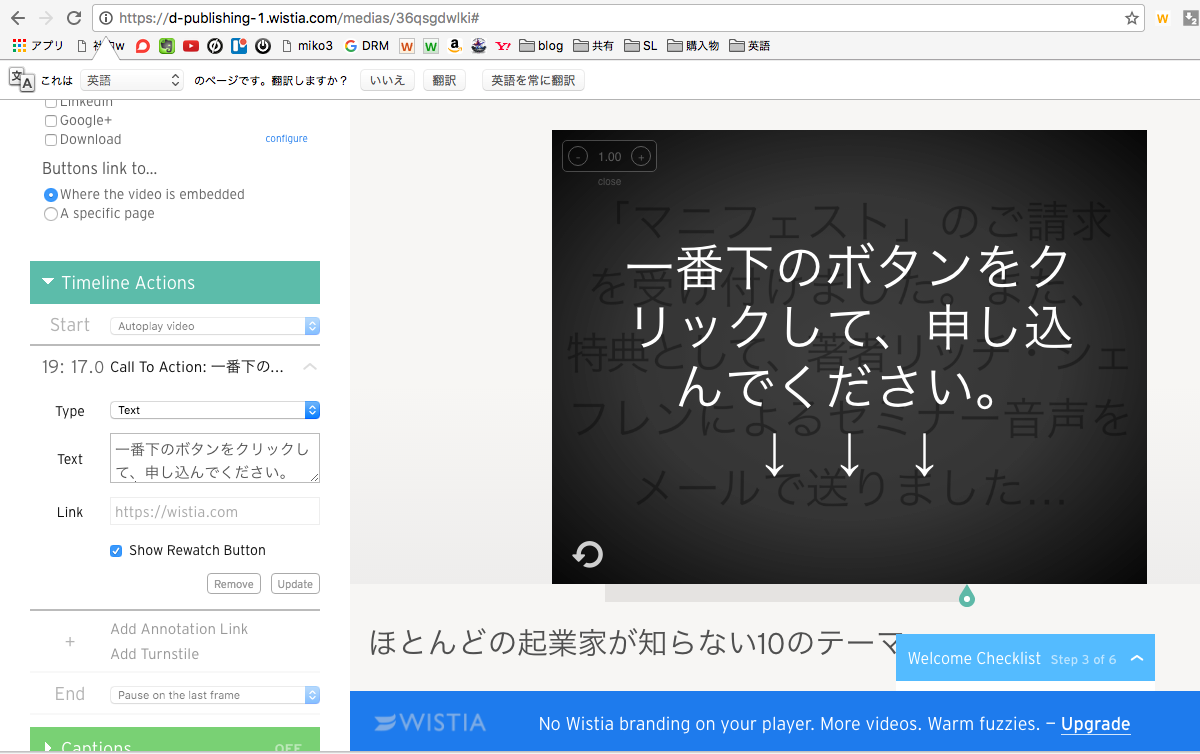 https://d-publishing-1.wistia.com/medias/36qsgdwlki#
アプリ miko3 DRM blog 共有 SL 購入物 英語
これは 英語 のページです。翻訳しますか？ いいえ 翻訳 英語を常に翻訳
LinkedIn
Google+
Download configure
Buttons link to...
Where the video is embedded
A specific page
Timeline Actions
Start Autoplay video
19: 17.0 Call To Action: 一番下の...
Type Text
Text 一番下のボタンをクリックし
て、申し込んでください。
Link https://wistia.com
Show Rewatch Button
Remove Update
+ Add Annotation Link
Add Turnstile
End Pause on the last frame
Captions OFF
- 1.00 +
close
「マニフェスト」のご請求
を受け付けました。また、
特典として、著者リッチ・シェ
フレンによるセミナー音声を
メールで送りました...
一番下のボタンをク
リックして、申し込
んでください。
↓ ↓ ↓
ほとんどの起業家が知らない10のテーマ
Welcome Checklist Step 3 of 6
WISTIA No Wistia branding on your player. More videos. Warm fuzzies. – Upgrade